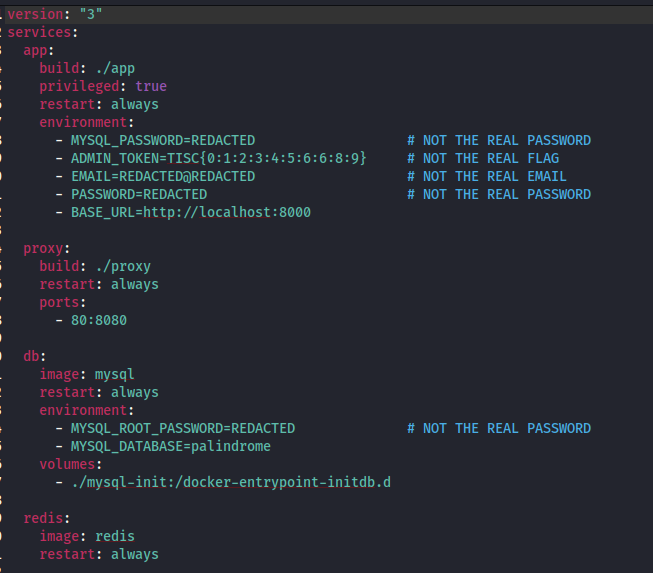 version: "3"
services:
  app:
    build: ./app
    privileged: true
    restart: always
    environment:
      - MYSQL_PASSWORD=REDACTED                   # NOT THE REAL PASSWORD
      - ADMIN_TOKEN=TISC{0:1:2:3:4:5:6:6:8:9}     # NOT THE REAL FLAG
      - EMAIL=REDACTED@REDACTED                   # NOT THE REAL EMAIL
      - PASSWORD=REDACTED                         # NOT THE REAL PASSWORD
      - BASE_URL=http://localhost:8000

  proxy:
    build: ./proxy
    restart: always
    ports:
      - 80:8080

  db:
    image: mysql
    restart: always
    environment:
      - MYSQL_ROOT_PASSWORD=REDACTED              # NOT THE REAL PASSWORD
      - MYSQL_DATABASE=palindrome
    volumes:
      - ./mysql-init:/docker-entrypoint-initdb.d

  redis:
    image: redis
    restart: always